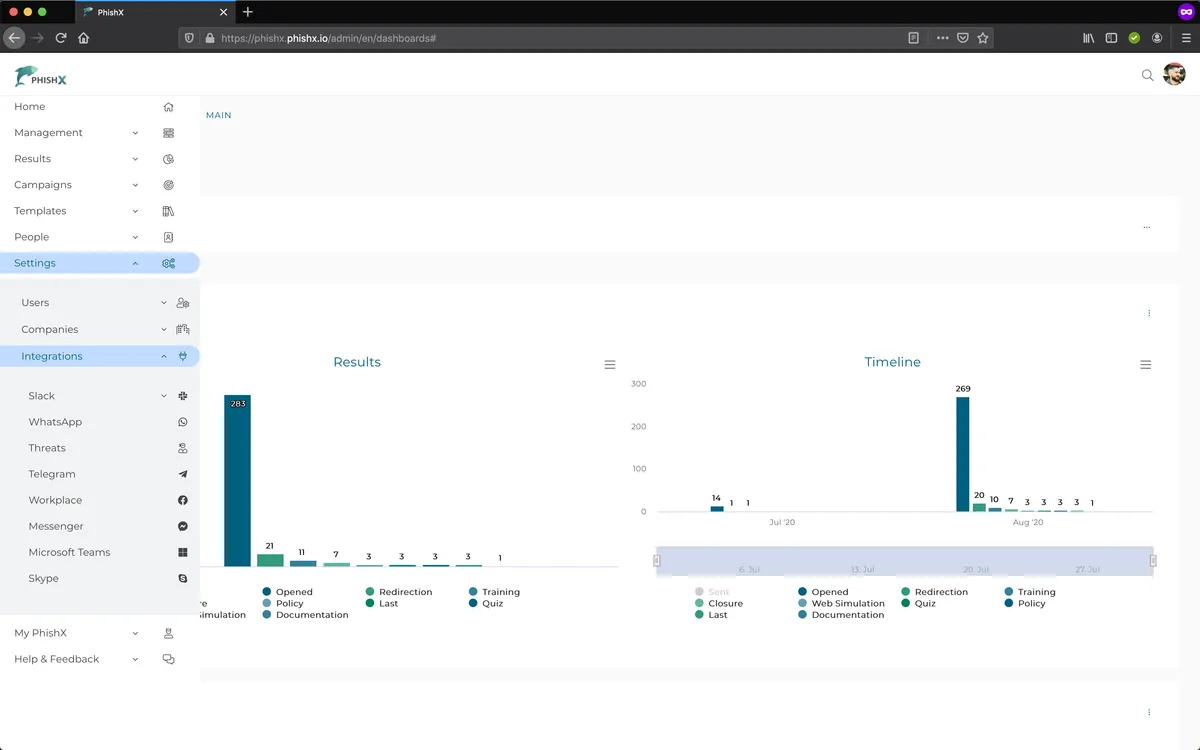 PhishX
https://phishx.phishx.io/admin/en/dashboards#
PHISHX
Home
MAIN
Management
Results
Campaigns
Templates
People
Settings
Users
Companies
Integrations
Slack
WhatsApp
Threats
Telegram
Workplace
Messenger
Microsoft Teams
Skype
My PhishX
Help & Feedback
Results
283
21
11
7
3
3
3
3
1
Opened
Redirection
Training
re
Policy
Last
Quiz
Simulation
Documentation
Timeline
300
200
100
0
14
1
1
269
20
10
7
3
3
3
3
1
Jul '20
Aug '20
6. Jul
13. Jul
20. Jul
27. Jul
Sent
Opened
Redirection
Training
Closure
Web Simulation
Quiz
Policy
Last
Documentation